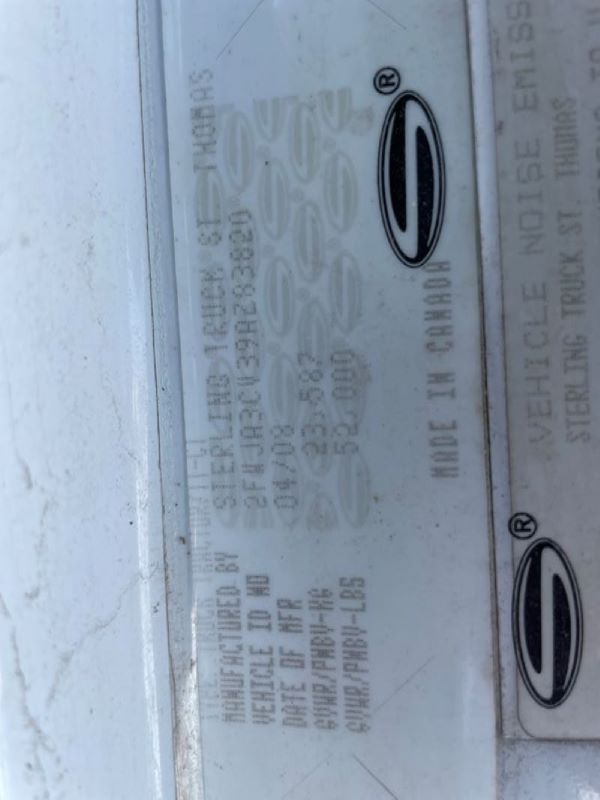 MANUFACTURED BY STERLING TRUCK ST. THOMAS
VEHICLE ID NO 2FWJA3CV39AZ83820
DATE OF MFR 04/08
GVWR/PNBV-KG 23,587
GVWR/PNBV-LBS 52,000
MADE IN CANADA
®
VEHICLE NOISE EMISS
STERLING TRUCK ST. THOMAS
®